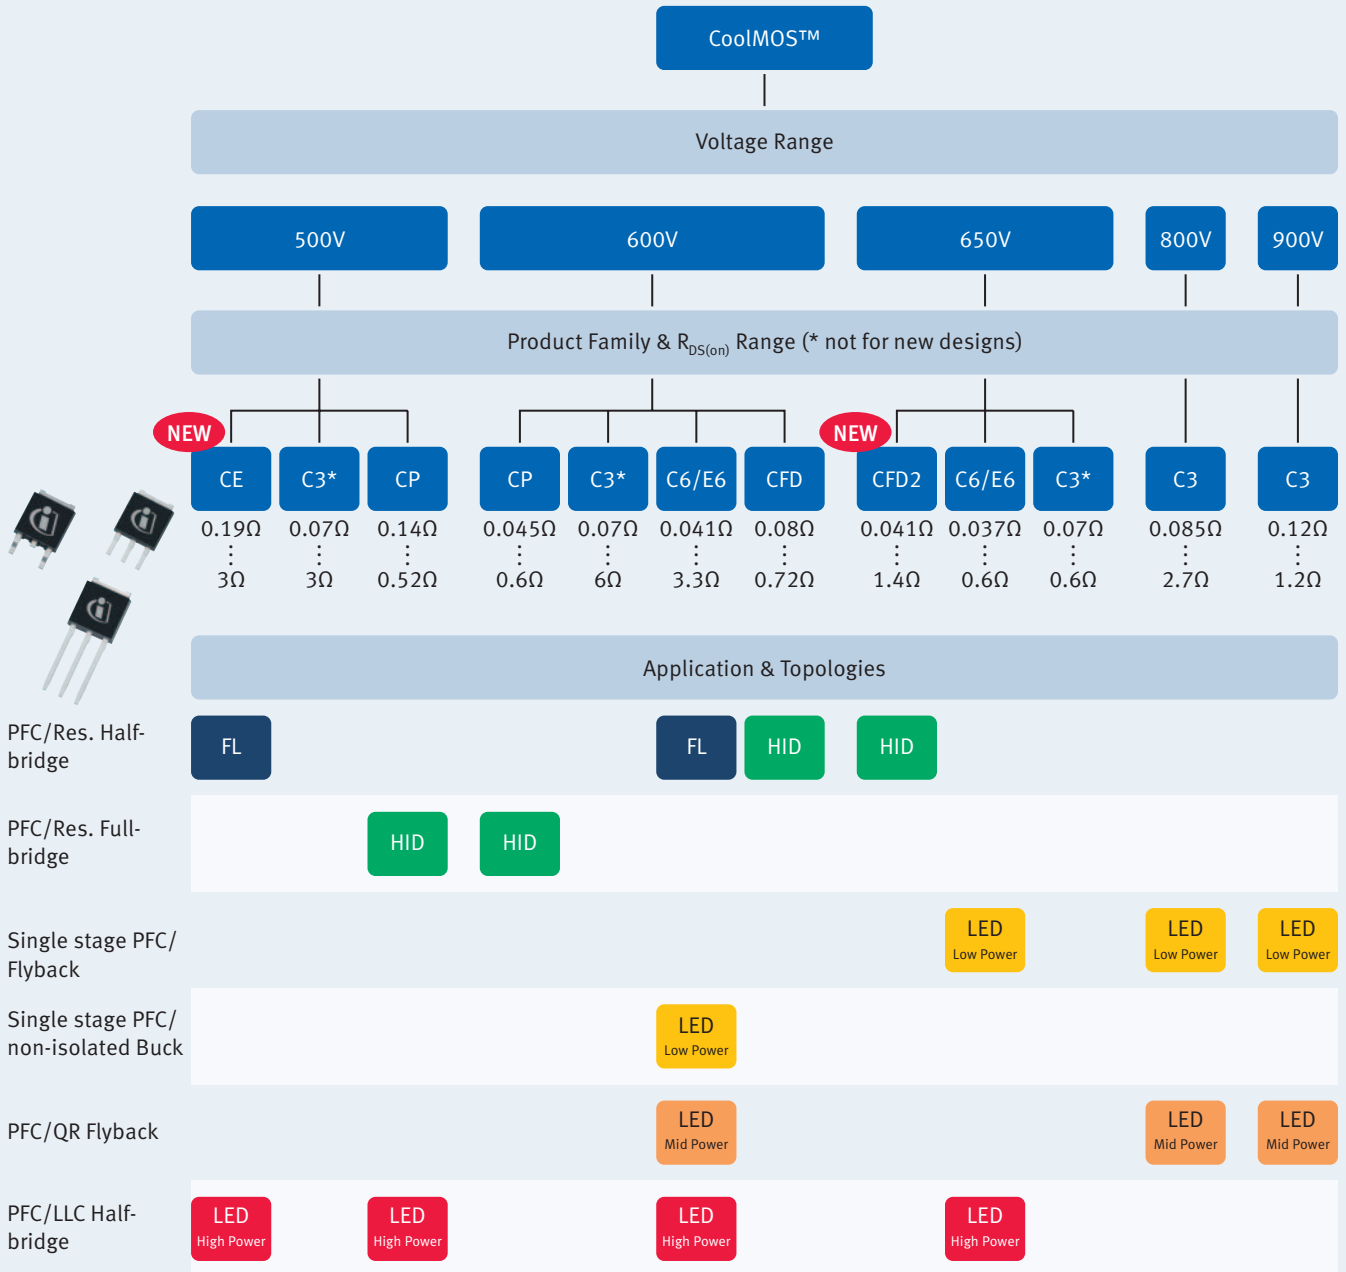 CoolMOS™
Voltage Range
500V
600V
650V
800V
900V
Product Family & RDS(on) Range (* not for new designs)
NEW
NEW
CE
C3*
CP
CP
C3*
C6/E6
CFD
CFD2
C6/E6
C3*
C3
C3
0.19Ω
0.07Ω
0.14Ω
0.045Ω
0.07Ω
0.041Ω
0.08Ω
0.041Ω
0.037Ω
0.07Ω
0.085Ω
0.12Ω
3Ω
3Ω
0.52Ω
0.6Ω
6Ω
3.3Ω
0.72Ω
1.4Ω
0.6Ω
0.6Ω
2.7Ω
1.2Ω
Application & Topologies
PFC/Res. Half-
bridge
FL
FL
HID
HID
PFC/Res. Full-
bridge
HID
HID
Single stage PFC/
Flyback
LED
Low Power
LED
Low Power
LED
Low Power
Single stage PFC/
non-isolated Buck
LED
Low Power
PFC/QR Flyback
LED
Mid Power
LED
Mid Power
LED
Mid Power
PFC/LLC Half-
bridge
LED
High Power
LED
High Power
LED
High Power
LED
High Power